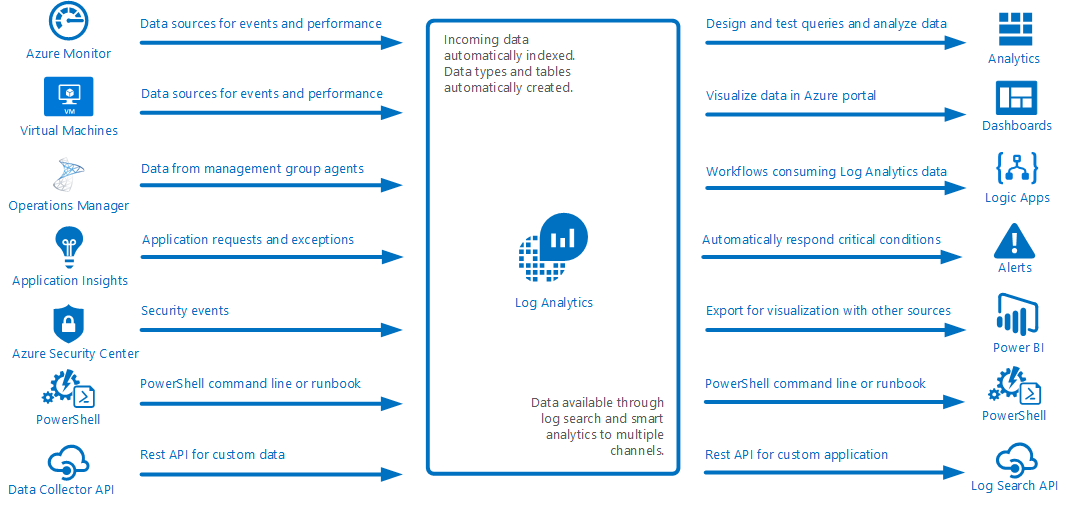 Data sources for events and performance
Azure Monitor
Data sources for events and performance
VM
Virtual Machines
Data from management group agents
Operations Manager
Application requests and exceptions
Application Insights
Security events
Azure Security Center
PowerShell command line or runbook
PowerShell
Rest API for custom data
Data Collector API
Incoming data
automatically indexed.
Data types and tables
automatically created.
Log Analytics
Data available through
log search and smart
analytics to multiple
channels.
Design and test queries and analyze data
Analytics
Visualize data in Azure portal
Dashboards
Workflows consuming Log Analytics data
Logic Apps
Automatically respond critical conditions
Alerts
Export for visualization with other sources
Power BI
PowerShell command line or runbook
PowerShell
Rest API for custom application
Log Search API